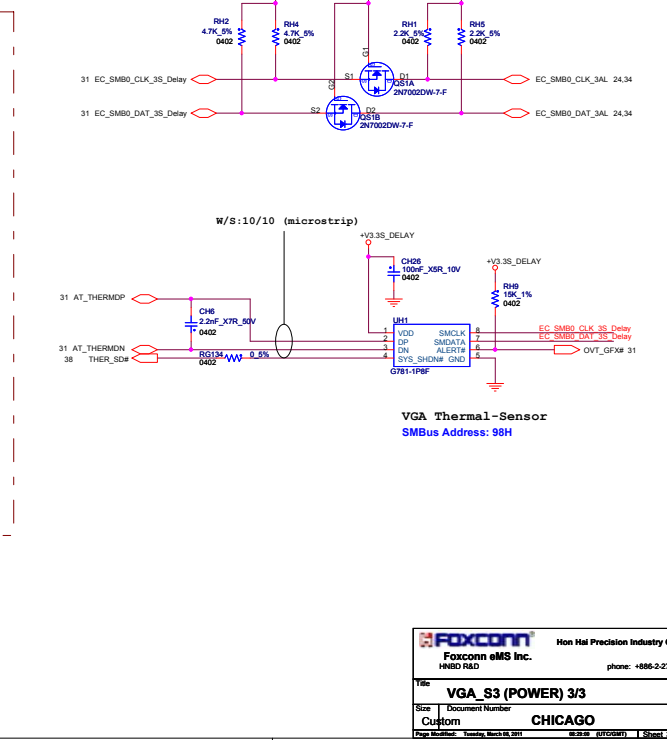 RH2
4.7K_5%
0402
RH4
4.7K_5%
0402
RH1
2.2K_5%
0402
RH5
2.2K_5%
0402
G1
G2
31 EC_SMB0_CLK_3S_Delay
S1
D1
EC_SMB0_CLK_3AL 24,34
QS1A
2N7002DW-7-F
31 EC_SMB0_DAT_3S_Delay
S2
D2
EC_SMB0_DAT_3AL 24,34
QS1B
2N7002DW-7-F
W/S:10/10 (microstrip)
+V3.3S_DELAY
CH26
100nF_X5R_10V
0402
+V3.3S_DELAY
RH9
15K_1%
0402
31 AT_THERMDP
CH6
2.2nF_X7R_50V
0402
UH1
1 VDD SMCLK 8
EC_SMB0_CLK_3S_Delay
2 DP SMDATA 7
EC_SMB0_DAT_3S_Delay
31 AT_THERMDN
3 DN ALERT# 6
OVT_GFX# 31
38 THER_SD#
RG134 0_5%
0402
4 SYS_SHDN# GND 5
G781-1P8F
VGA Thermal-Sensor
SMBus Address: 98H
FOXCONN
Hon Hai Precision Industry
Foxconn eMS Inc.
HNBD R&D
phone: +886-2-2
Title
VGA_S3 (POWER) 3/3
Size Document Number
Custom CHICAGO
Page Modified: Tuesday, March 08, 2011 (UTC/GMT) Sheet